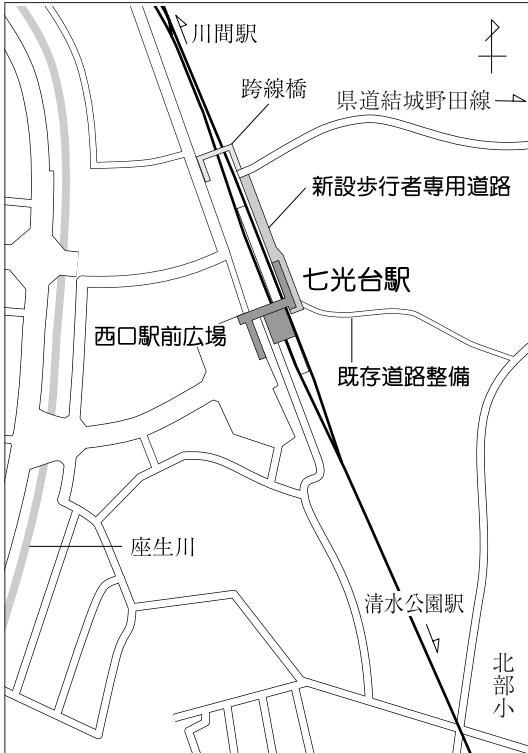 川間駅
跨線橋
県道結城野田線
新設歩行者専用道路
七光台駅
西口駅前広場
既存道路整備
座生川
清水公園駅
北部小